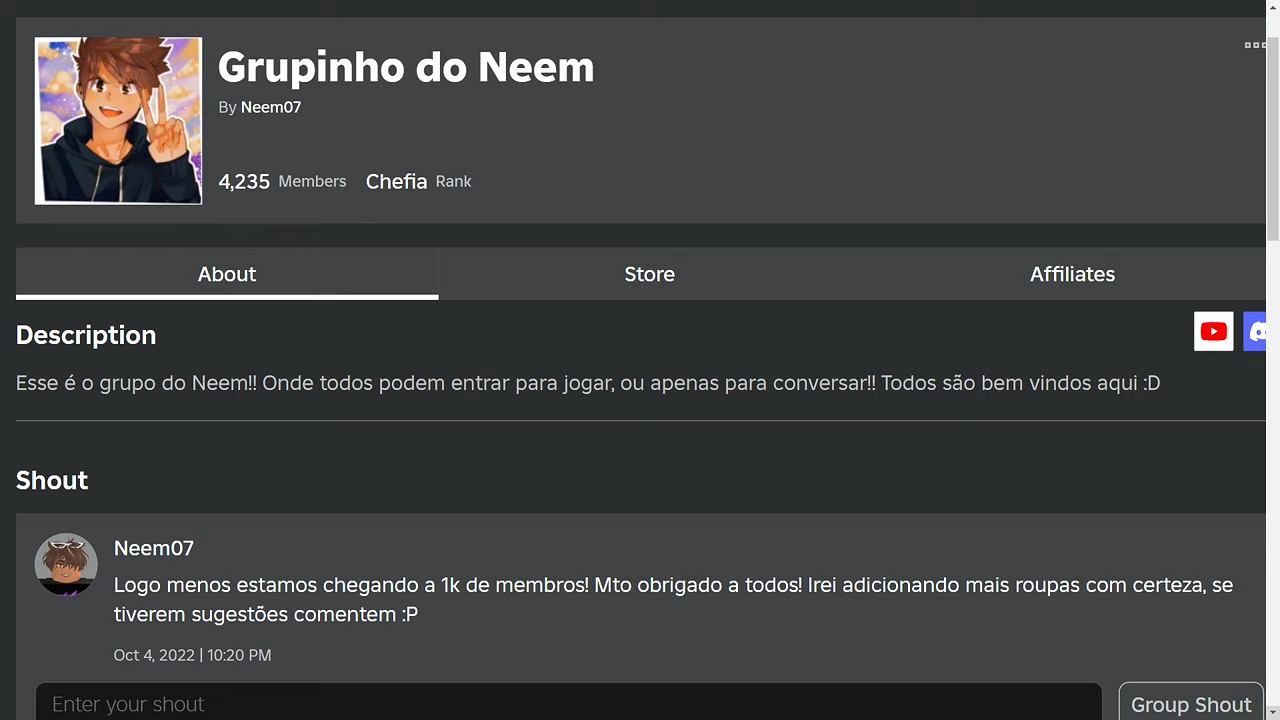 Grupinho do Neem
By Neem07
4,235 Members Chefia Rank
About Store Affiliates
Description
Esse é o grupo do Neem!! Onde todos podem entrar para jogar, ou apenas para conversar!! Todos são bem vindos aqui :D
Shout
Neem07
Logo menos estamos chegando a 1k de membros! Mto obrigado a todos! Irei adicionando mais roupas com certeza, se
tiverem sugestões comentem :P
Oct 4, 2022 | 10:20 PM
Enter your shout Group Shout